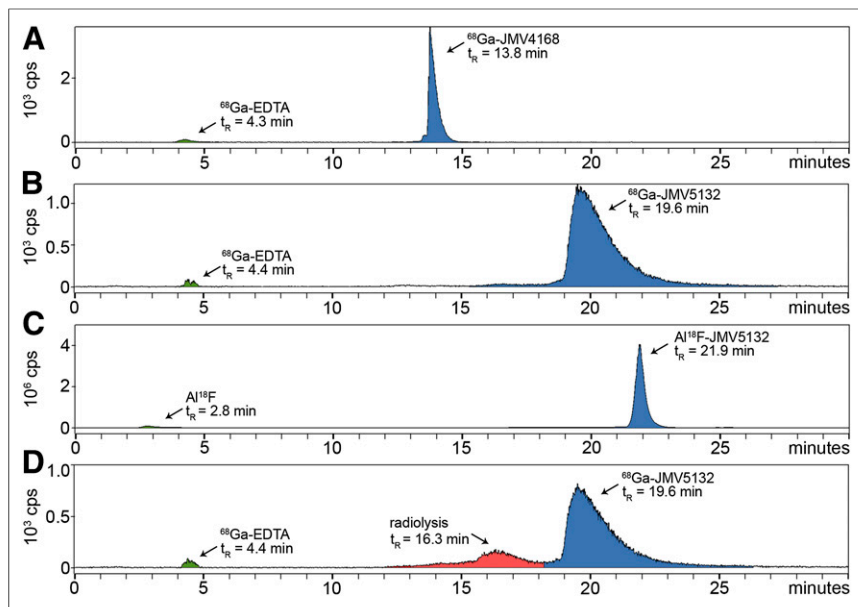 A
10³ cps
2
0
⁶⁸Ga-EDTA
tR = 4.3 min
⁶⁸Ga-JMV4168
tR = 13.8 min
0 5 10 15 20 25 minutes
B
10³ cps
1.0
0.5
0
⁶⁸Ga-EDTA
tR = 4.4 min
⁶⁸Ga-JMV5132
tR = 19.6 min
0 5 10 15 20 25 minutes
C
10⁶ cps
4
2
0
Al¹⁸F
tR = 2.8 min
Al¹⁸F-JMV5132
tR = 21.9 min
0 5 10 15 20 25 minutes
D
10³ cps
1.0
0.5
0
⁶⁸Ga-EDTA
tR = 4.4 min
radiolysis
tR = 16.3 min
⁶⁸Ga-JMV5132
tR = 19.6 min
0 5 10 15 20 25 minutes